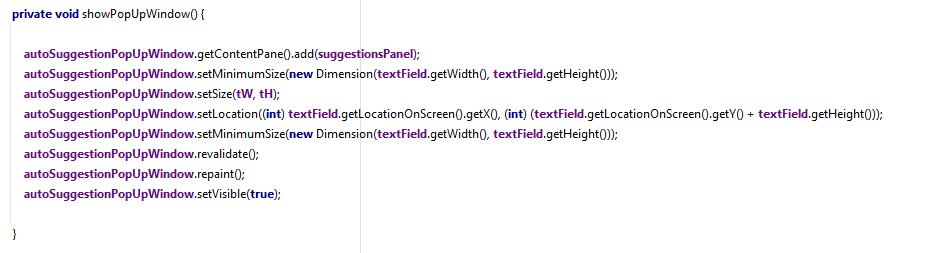 private void showPopUpWindow() {
autoSuggestionPopUpWindow.getContentPane().add(suggestionsPanel);
autoSuggestionPopUpWindow.setMinimumSize(new Dimension(textField.getWidth(), textField.getHeight()));
autoSuggestionPopUpWindow.setSize(tW, tH);
autoSuggestionPopUpWindow.setLocation((int) textField.getLocationOnScreen().getX(), (int) (textField.getLocationOnScreen().getY() + textField.getHeight()));
autoSuggestionPopUpWindow.setMinimumSize(new Dimension(textField.getWidth(), textField.getHeight()));
autoSuggestionPopUpWindow.revalidate();
autoSuggestionPopUpWindow.repaint();
autoSuggestionPopUpWindow.setVisible(true);
}